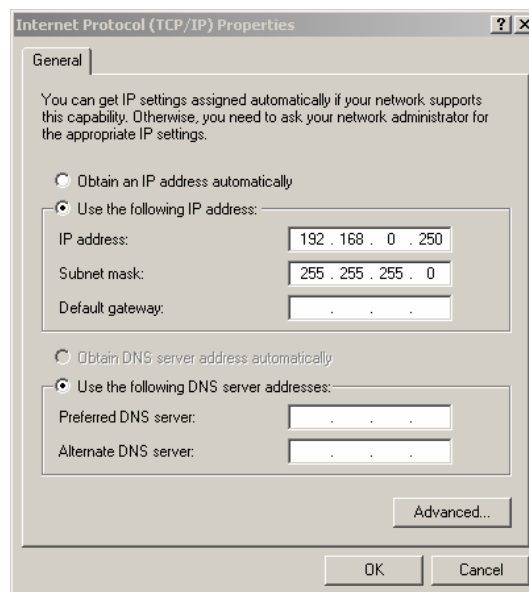 Internet Protocol (TCP/IP) Properties
General
You can get IP settings assigned automatically if your network supports
this capability. Otherwise, you need to ask your network administrator for
the appropriate IP settings.
Obtain an IP address automatically
Use the following IP address:
IP address: 192 . 168 . 0 . 250
Subnet mask: 255 . 255 . 255 . 0
Default gateway: . . .
Obtain DNS server address automatically
Use the following DNS server addresses:
Preferred DNS server: . . .
Alternate DNS server: . . .
Advanced...
OK Cancel